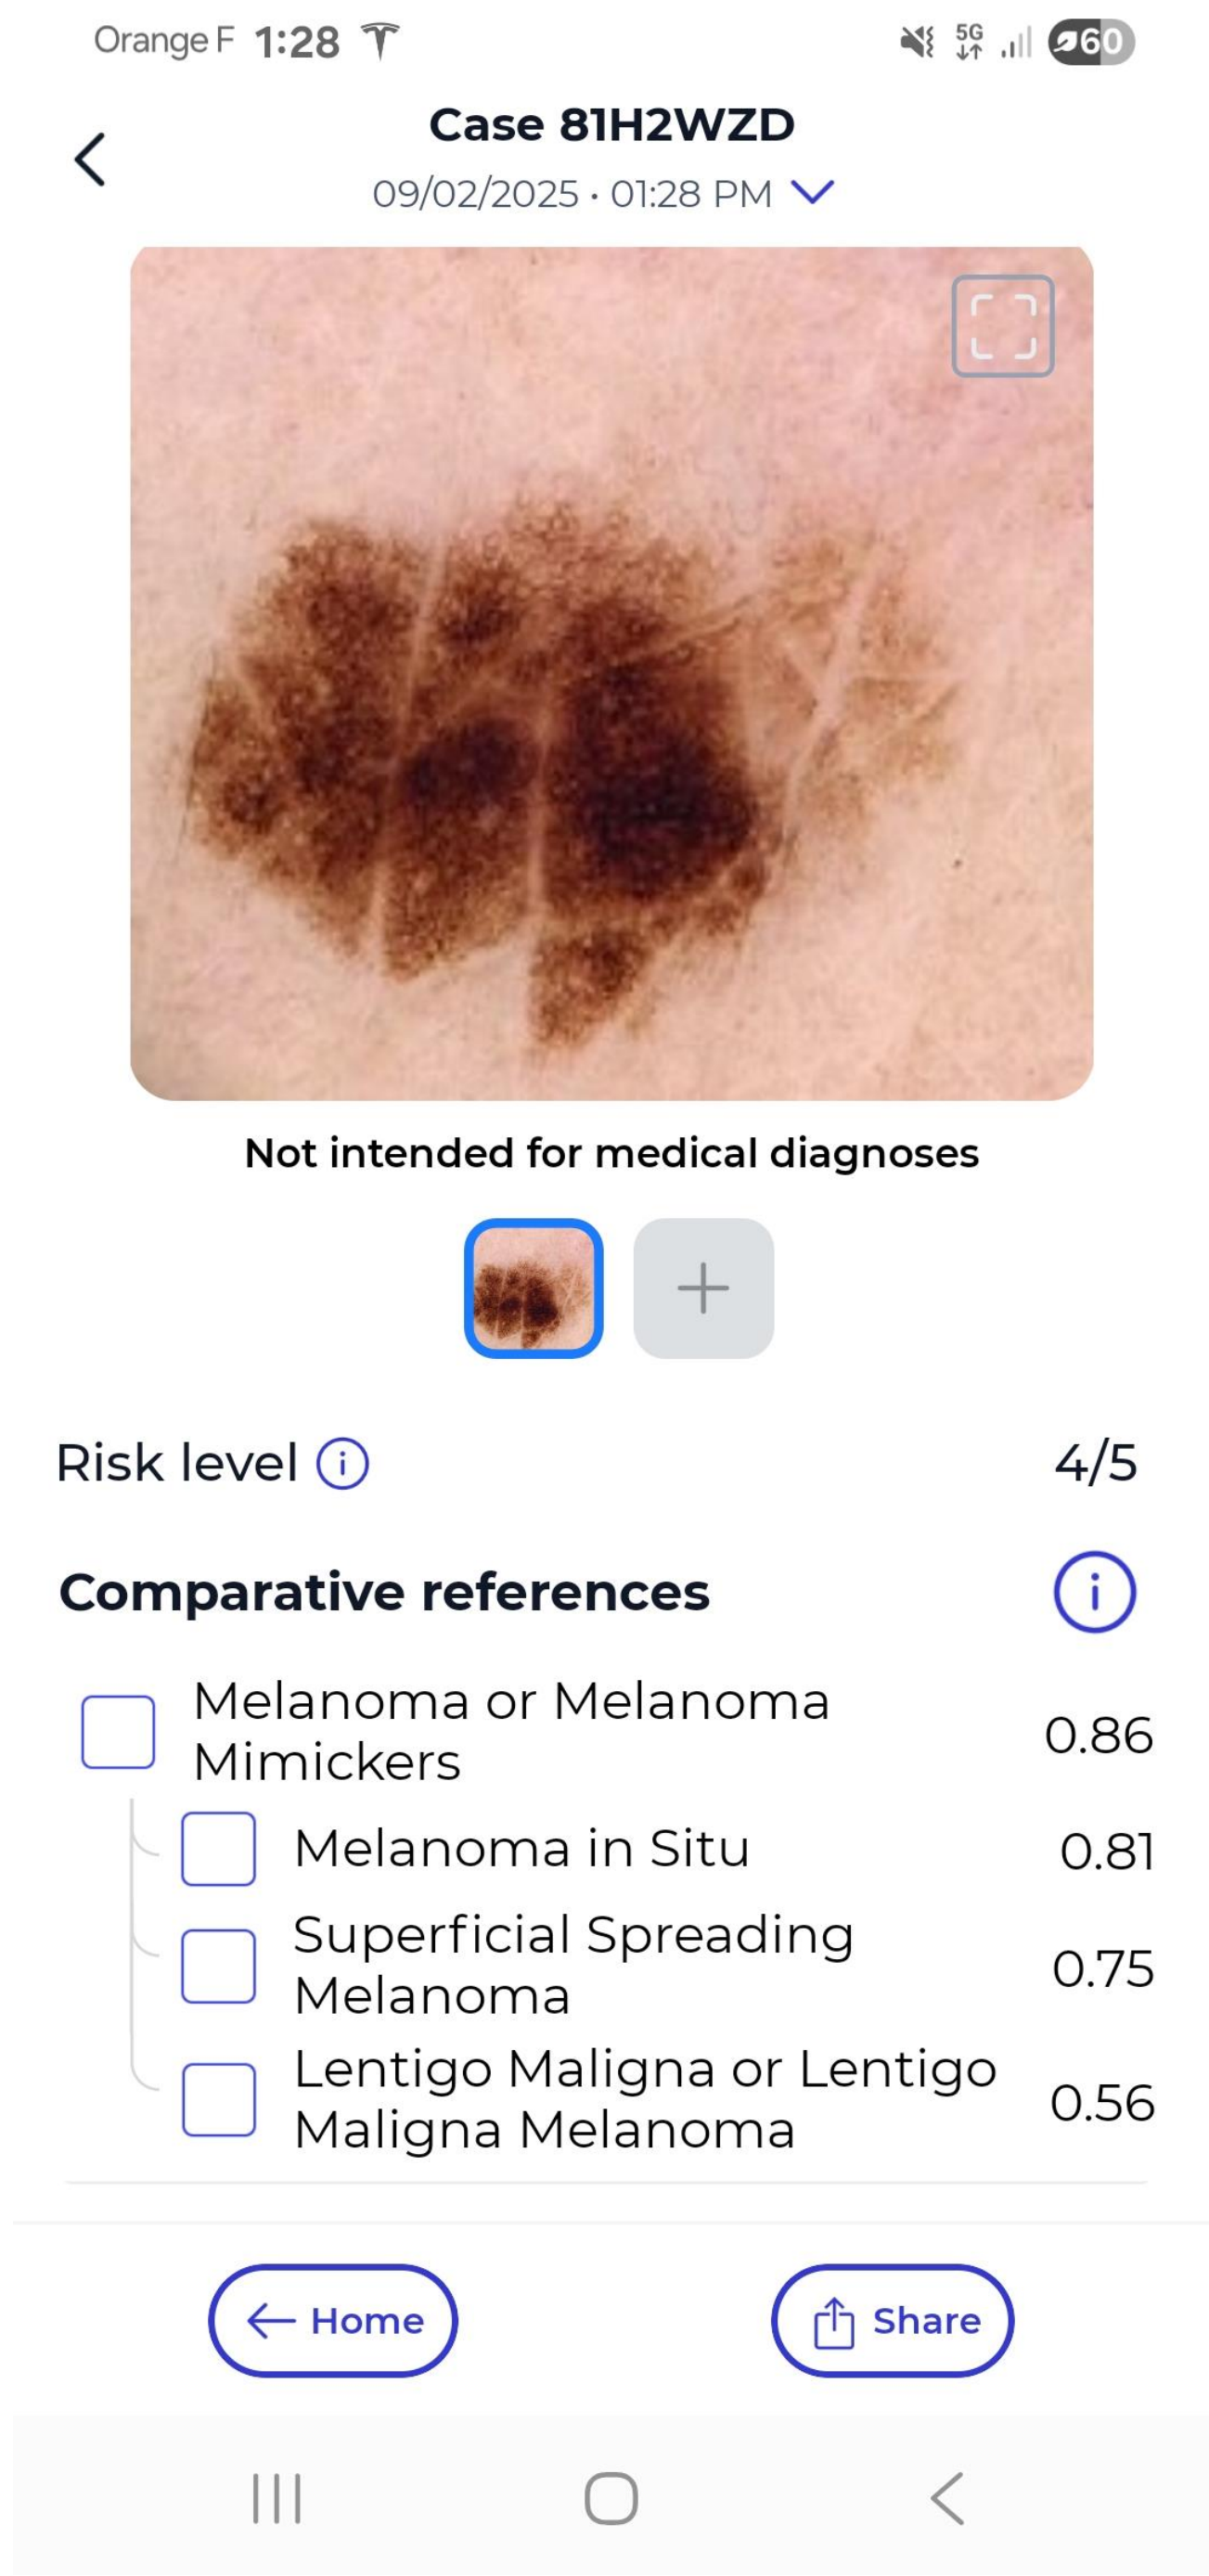 Orange F 1:28 5G 60
Case 81H2WZD
09/02/2025 • 01:28 PM
Not intended for medical diagnoses
Risk level i 4/5
Comparative references i
Melanoma or Melanoma
Mimickers
0.86
Melanoma in Situ 0.81
Superficial Spreading
Melanoma
0.75
Lentigo Maligna or Lentigo
Maligna Melanoma
0.56
Home Share